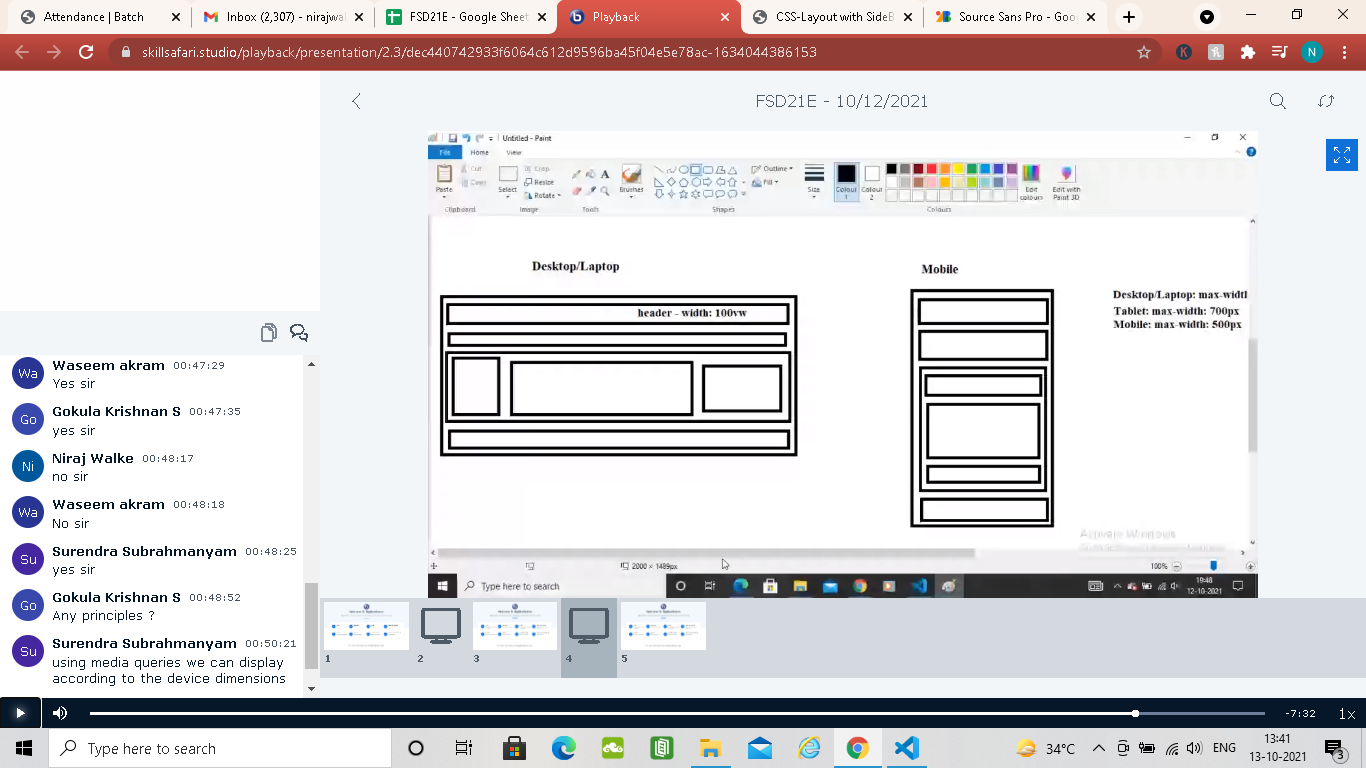 Attendance | Batch
Inbox (2,307) - nirajwal
FSD21E - Google Sheet
Playback
CSS-Layout with SideB
Source Sans Pro - Goo
skillsafari.studio/playback/presentation/2.3/dec440742933f6064c612d9596ba45f04e5e78ac-1634044386153
K
N
FSD21E - 10/12/2021
Untitled - Paint
File Home View
Paste
Cut
Copy
Select
Crop
Resize
Rotate
A
Brushes
Outline
Fill
Size
Colour 1
Colour 2
Edit colours
Edit with Paint 3D
Clipboard
Image
Tools
Shapes
Colours
Desktop/Laptop
Mobile
header - width: 100vw
Desktop/Laptop: max-widtl
Tablet: max-width: 700px
Mobile: max-width: 500px
Activate Windows
2000 × 1489px
100%
Type here to search
19:48
12-10-2021
Wa
Waseem akram 00:47:29
Yes sir
Go
Gokula Krishnan S 00:47:35
yes sir
Ni
Niraj Walke 00:48:17
no sir
Wa
Waseem akram 00:48:18
No sir
Su
Surendra Subrahmanyam 00:48:25
yes sir
Go
Gokula Krishnan S 00:48:52
Any principles ?
Su
Surendra Subrahmanyam 00:50:21
using media queries we can display
according to the device dimensions
1
2
3
4
5
-7:32
1x
Type here to search
34°C
ENG
13:41
13-10-2021
3